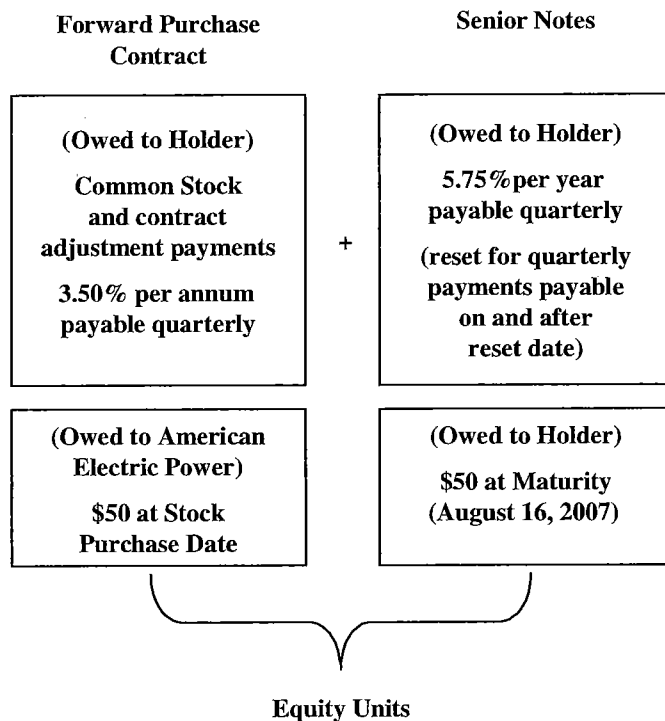 Forward Purchase
Contract
(Owed to Holder)
Common Stock
and contract
adjustment payments
3.50% per annum
payable quarterly
(Owed to American
Electric Power)
$50 at Stock
Purchase Date
+
Senior Notes
(Owed to Holder)
5.75%per year
payable quarterly
(reset for quarterly
payments payable
on and after
reset date)
(Owed to Holder)
$50 at Maturity
(August 16, 2007)
Equity Units